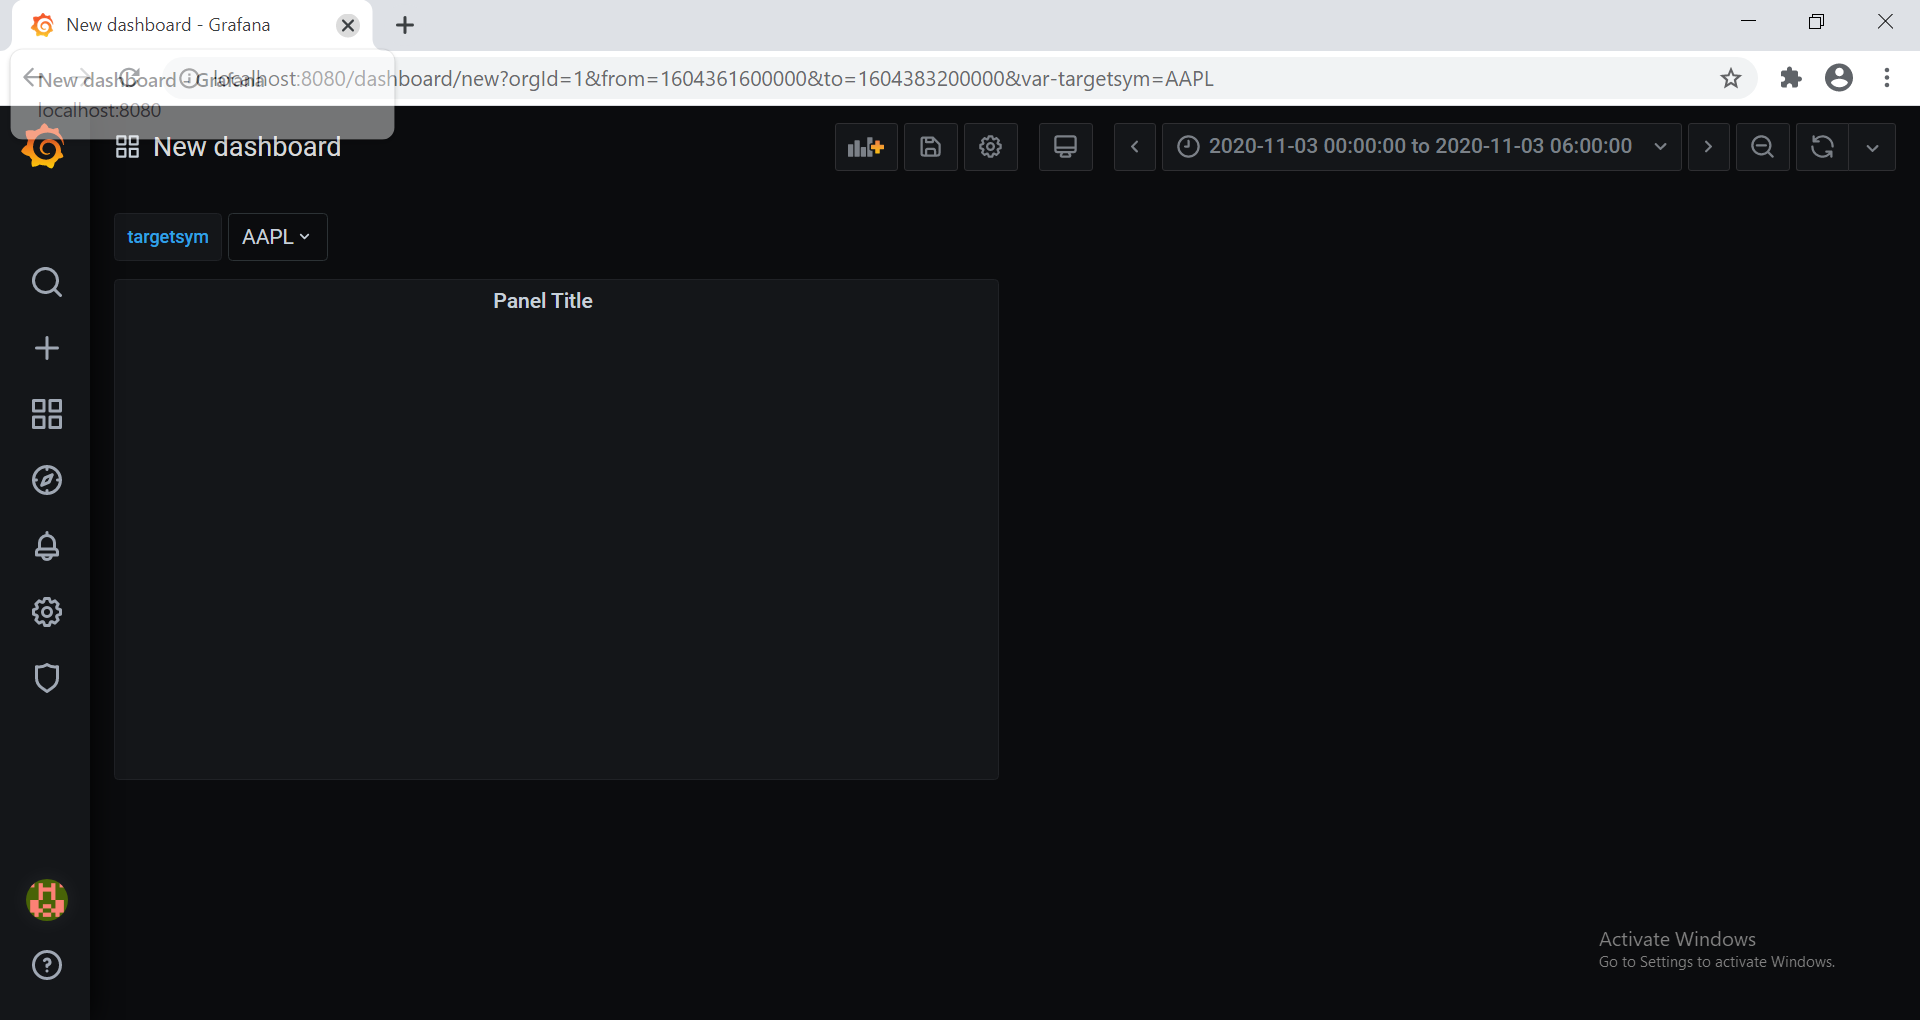 New dashboard - Grafana
localhost:8080/dashboard/new?orgId=1&from=1604361600000&to=1604383200000&var-targetsym=AAPL
New dashboard - Grafana
localhost:8080
New dashboard
2020-11-03 00:00:00 to 2020-11-03 06:00:00
targetsym
AAPL
Panel Title
Activate Windows
Go to Settings to activate Windows.